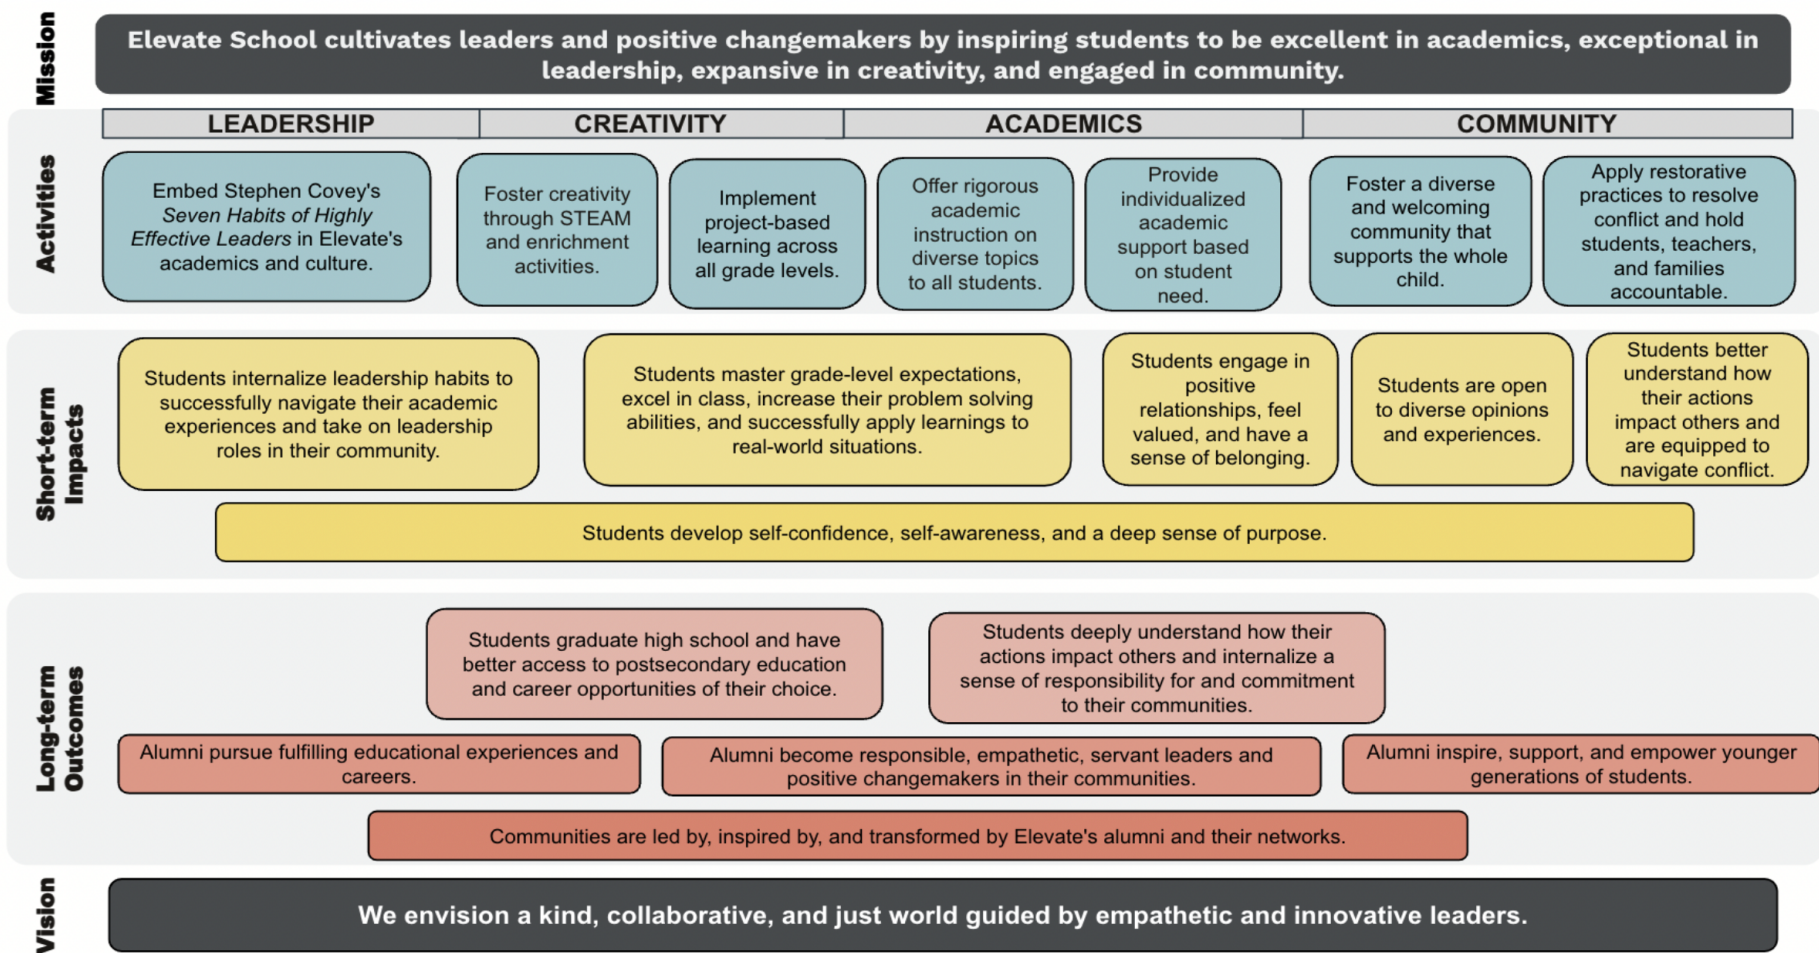 Mission
Elevate School cultivates leaders and positive changemakers by inspiring students to be excellent in academics, exceptional in
leadership, expansive in creativity, and engaged in community.
Activities
LEADERSHIP
CREATIVITY
ACADEMICS
COMMUNITY
Embed Stephen Covey's
Seven Habits of Highly
Effective Leaders in Elevate's
academics and culture.
Foster creativity
through STEAM
and enrichment
activities.
Implement
project-based
learning across
all grade levels.
Offer rigorous
academic
instruction on
diverse topics
to all students.
Provide
individualized
academic
support based
on student
need.
Foster a diverse
and welcoming
community that
supports the whole
child.
Apply restorative
practices to resolve
conflict and hold
students, teachers,
and families
accountable.
Short-term
Impacts
Students internalize leadership habits to
successfully navigate their academic
experiences and take on leadership
roles in their community.
Students master grade-level expectations,
excel in class, increase their problem solving
abilities, and successfully apply learnings to
real-world situations.
Students engage in
positive
relationships, feel
valued, and have a
sense of belonging.
Students are open
to diverse opinions
and experiences.
Students better
understand how
their actions
impact others and
are equipped to
navigate conflict.
Students develop self-confidence, self-awareness, and a deep sense of purpose.
Long-term
Outcomes
Students graduate high school and have
better access to postsecondary education
and career opportunities of their choice.
Students deeply understand how their
actions impact others and internalize a
sense of responsibility for and commitment
to their communities.
Alumni pursue fulfilling educational experiences and
careers.
Alumni become responsible, empathetic, servant leaders and
positive changemakers in their communities.
Alumni inspire, support, and empower younger
generations of students.
Communities are led by, inspired by, and transformed by Elevate's alumni and their networks.
Vision
We envision a kind, collaborative, and just world guided by empathetic and innovative leaders.